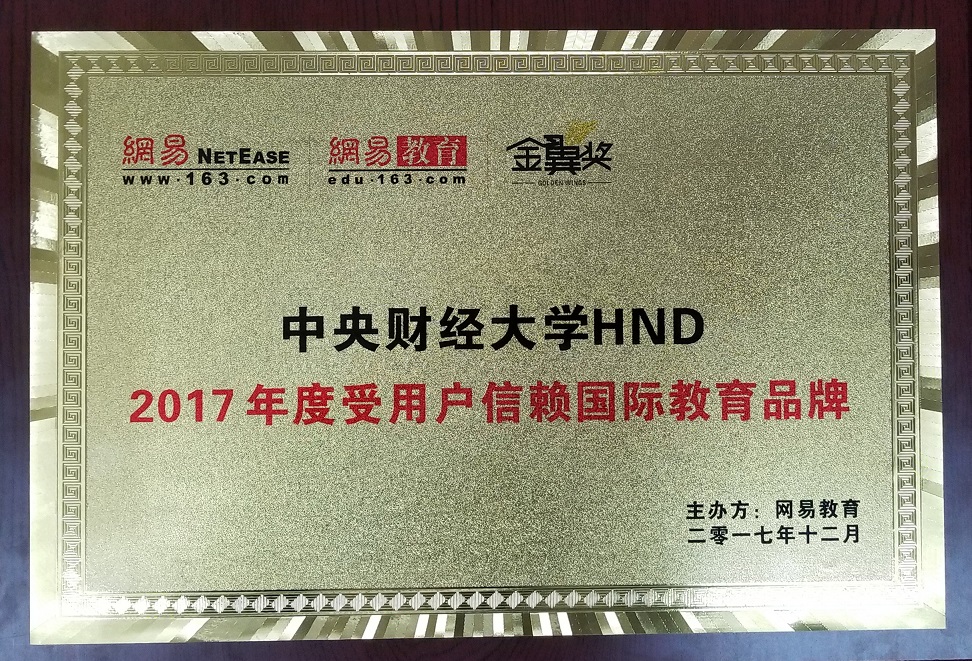 網易 NETEASE
www·163·com
網易教育
edu·163·com
金翼奖
GOLDEN WINGS
中央财经大学HND
2017年度受用户信赖国际教育品牌
主办方：网易教育
二零一七年十二月